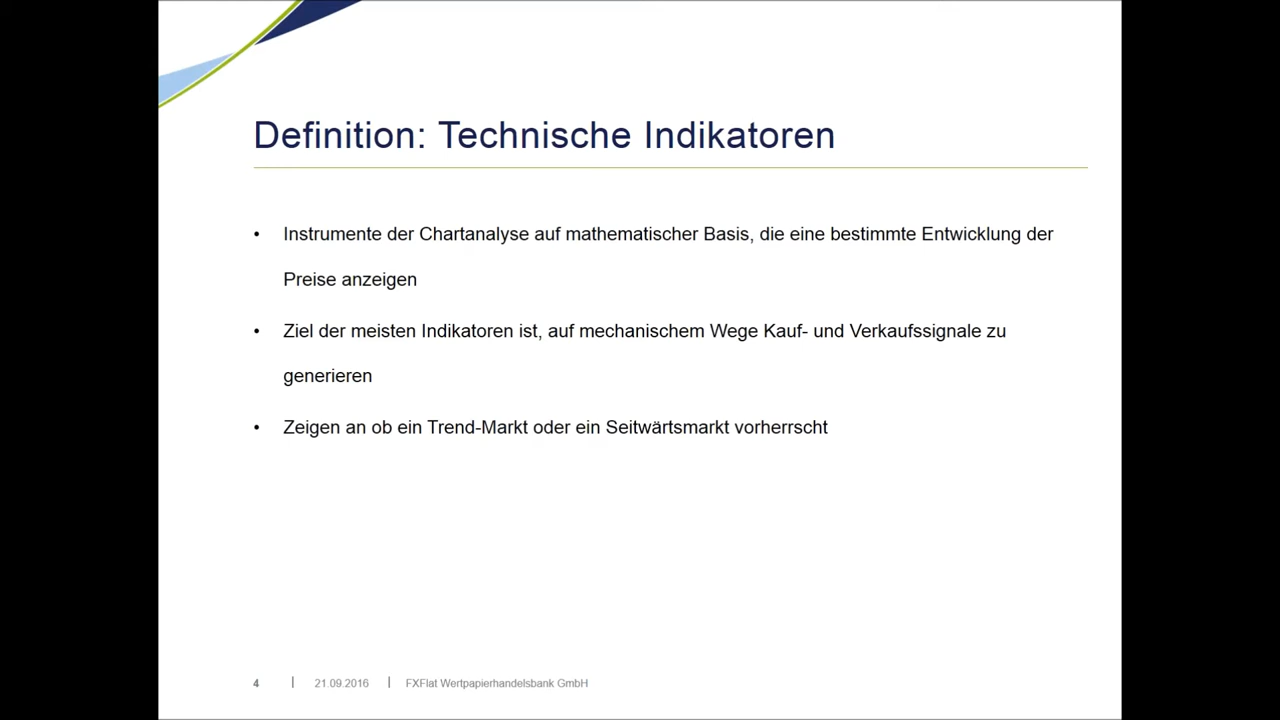 Definition: Technische Indikatoren
• Instrumente der Chartanalyse auf mathematischer Basis, die eine bestimmte Entwicklung der
Preise anzeigen
• Ziel der meisten Indikatoren ist, auf mechanischem Wege Kauf- und Verkaufssignale zu
generieren
• Zeigen an ob ein Trend-Markt oder ein Seitwärtsmarkt vorherrscht
4 | 21.09.2016 | FXFlat Wertpapierhandelsbank GmbH